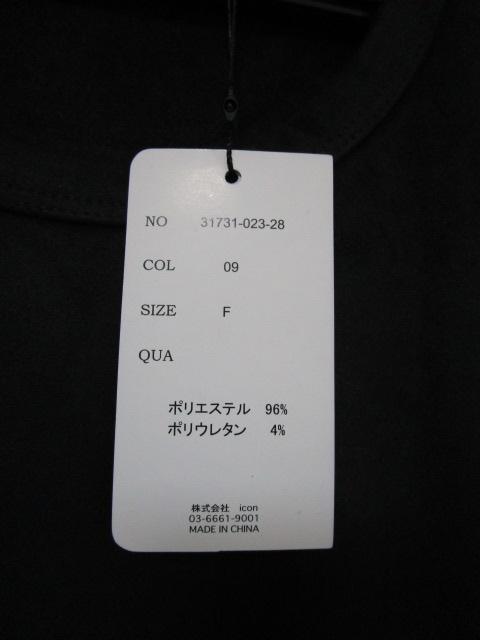 NO 31731-023-28
COL 09
SIZE F
QUA
ポリエステル 96%
ポリウレタン 4%
株式会社 icon
03-6661-9001
MADE IN CHINA